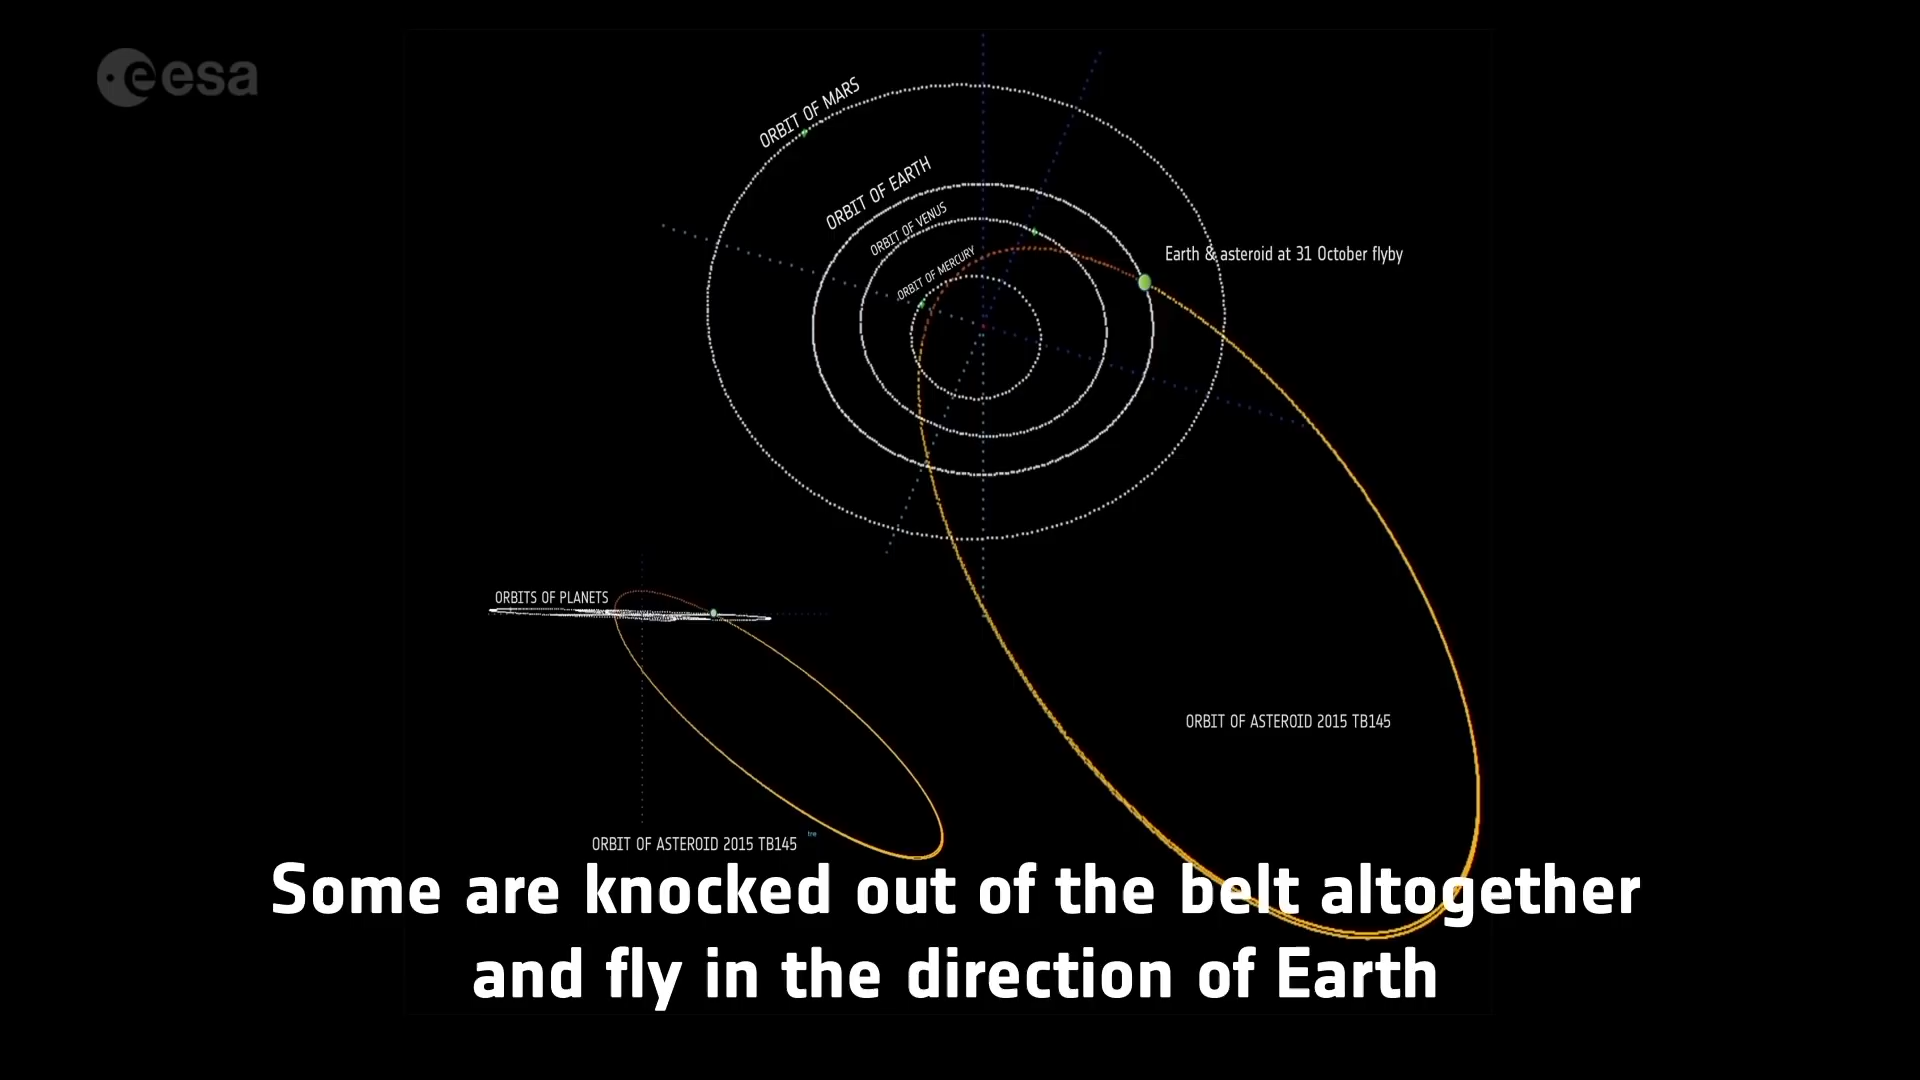 esa
ORBIT OF MARS
ORBIT OF EARTH
ORBIT OF VENUS
ORBIT OF MERCURY
Earth & asteroid at 31 October flyby
ORBITS OF PLANETS
ORBIT OF ASTEROID 2015 TB145
ORBIT OF ASTEROID 2015 TB145
Some are knocked out of the belt altogether
and fly in the direction of Earth